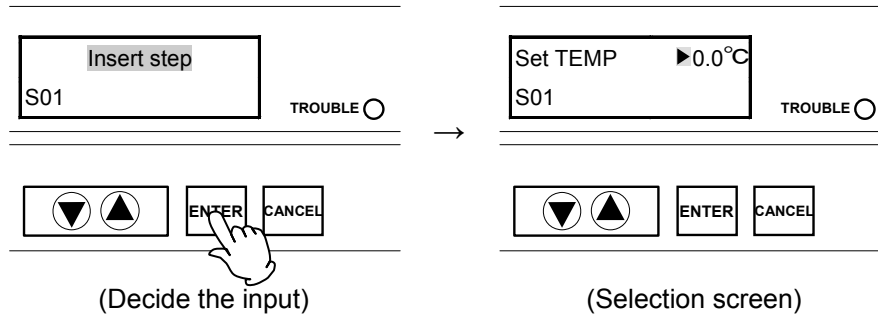 Insert step
S01
TROUBLE
ENTER
CANCEL
(Decide the input)
→
Set TEMP ▶0.0°C
S01
TROUBLE
ENTER
CANCEL
(Selection screen)